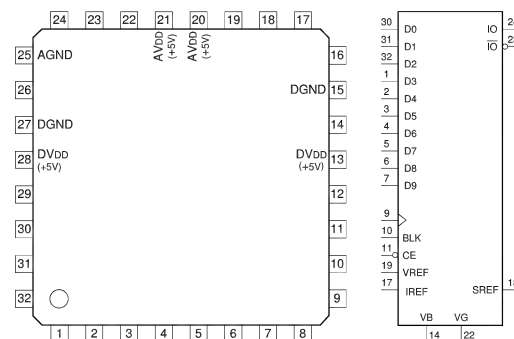 24 23 22 21 20 19 18 17
AVDD (+5V) AVDD (+5V)
25 AGND 16
26 DGND 15
27 DGND 14
28 DVDD (+5V) DVDD (+5V) 13
29 12
30 11
31 10
32 9
1 2 3 4 5 6 7 8
30 D0 IO
31 D1 IO
32 D2
1 D3
2 D4
3 D5
4 D6
5 D7
6 D8
7 D9
9
10 BLK
11 CE
19 VREF
17 IREF SREF
VB VG
14 22